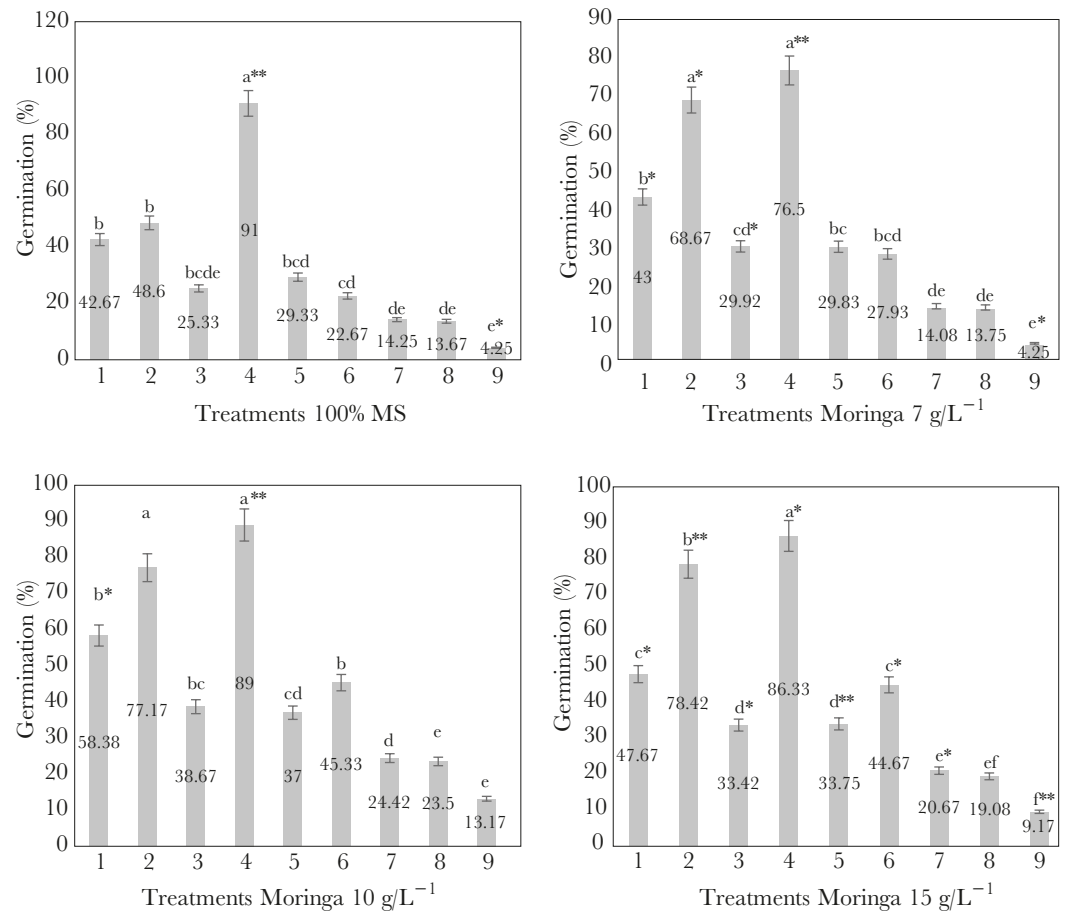 120
100
80
60
40
20
0
Germination (%)
b
b
bcde
a**
bcd
cd
de
de
e*
42.67
48.6
25.33
91
29.33
22.67
14.25
13.67
4.25
1 2 3 4 5 6 7 8 9
Treatments 100% MS
90
80
70
60
50
40
30
20
10
0
Germination (%)
b*
a*
cd*
a**
bc
bcd
de
de
e*
43
68.67
29.92
76.5
29.83
27.93
14.08
13.75
4.25
1 2 3 4 5 6 7 8 9
Treatments Moringa 7 g/L⁻¹
100
90
80
70
60
50
40
30
20
10
0
Germination (%)
b*
a
bc
a**
cd
b
d
e
e
58.38
77.17
38.67
89
37
45.33
24.42
23.5
13.17
1 2 3 4 5 6 7 8 9
Treatments Moringa 10 g/L⁻¹
100
90
80
70
60
50
40
30
20
10
0
Germination (%)
c*
b**
d*
a*
d**
c*
e*
ef
f**
47.67
78.42
33.42
86.33
33.75
44.67
20.67
19.08
9.17
1 2 3 4 5 6 7 8 9
Treatments Moringa 15 g/L⁻¹